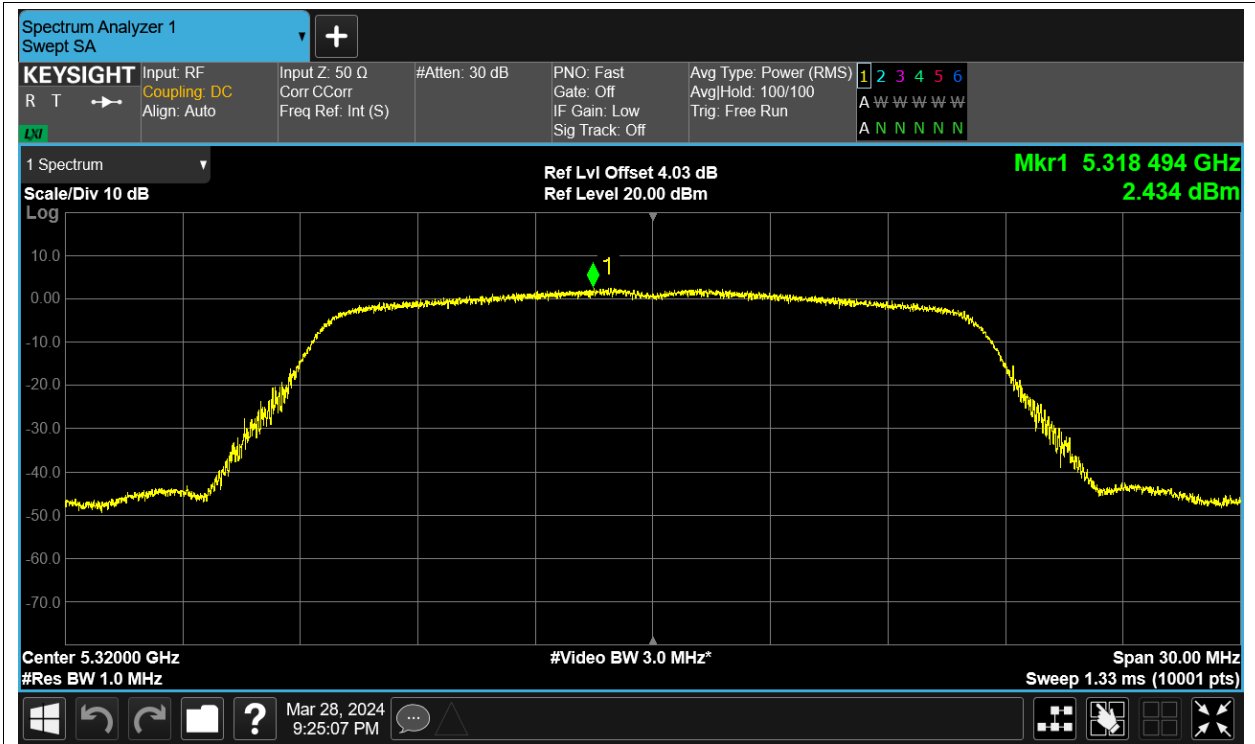 Spectrum Analyzer 1
Swept SA
KEYSIGHT
R T
LXI
Input: RF
Coupling: DC
Align: Auto
Input Z: 50 Ω
Corr CCorr
Freq Ref: Int (S)
#Atten: 30 dB
PNO: Fast
Gate: Off
IF Gain: Low
Sig Track: Off
Avg Type: Power (RMS)
Avg|Hold: 100/100
Trig: Free Run
1 2 3 4 5 6
A W W W W W
A N N N N N
1 Spectrum
Scale/Div 10 dB
Log
Ref Lvl Offset 4.03 dB
Ref Level 20.00 dBm
Mkr1 5.318 494 GHz
2.434 dBm
1
10.0
0.00
-10.0
-20.0
-30.0
-40.0
-50.0
-60.0
-70.0
Center 5.32000 GHz
#Res BW 1.0 MHz
#Video BW 3.0 MHz*
Span 30.00 MHz
Sweep 1.33 ms (10001 pts)
?
Mar 28, 2024
9:25:07 PM